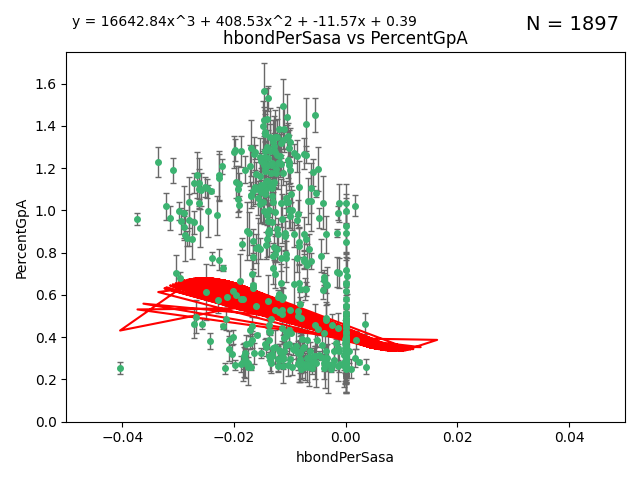 y = 16642.84x^3 + 408.53x^2 + -11.57x + 0.39
N = 1897
hbondPerSasa vs PercentGpA
1.6
1.4
1.2
1.0
0.8
0.6
0.4
0.2
0.0
PercentGpA
−0.04 −0.02 0.00 0.02 0.04
hbondPerSasa